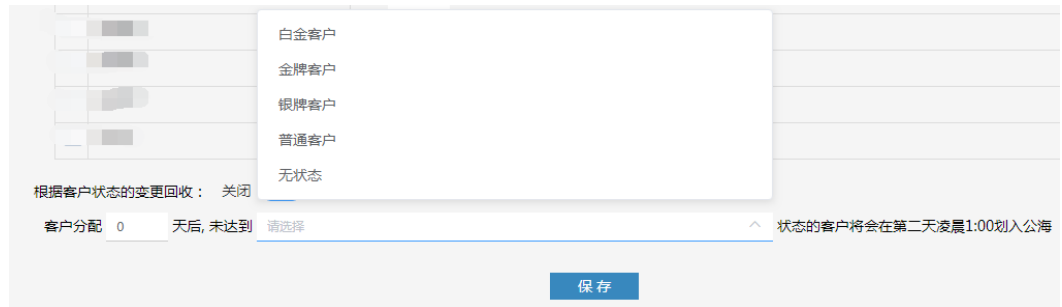 白金客户
金牌客户
银牌客户
普通客户
无状态
根据客户状态的变更回收： 关闭
客户分配 0 天后, 未达到 请选择 状态的客户将会在第二天凌晨1:00划入公海
保存